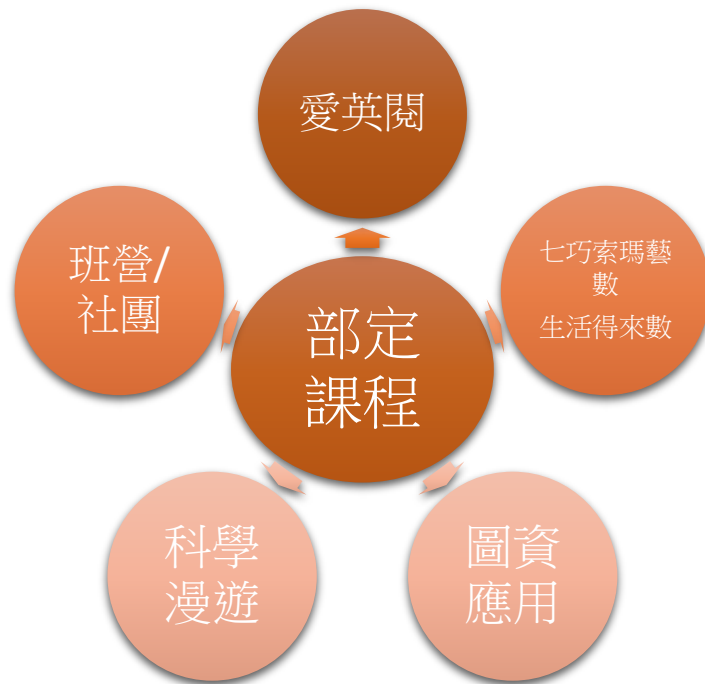 愛英閱
班營/
社團
七巧索瑪藝
數
生活得來數
部定
課程
科學
漫遊
圖資
應用